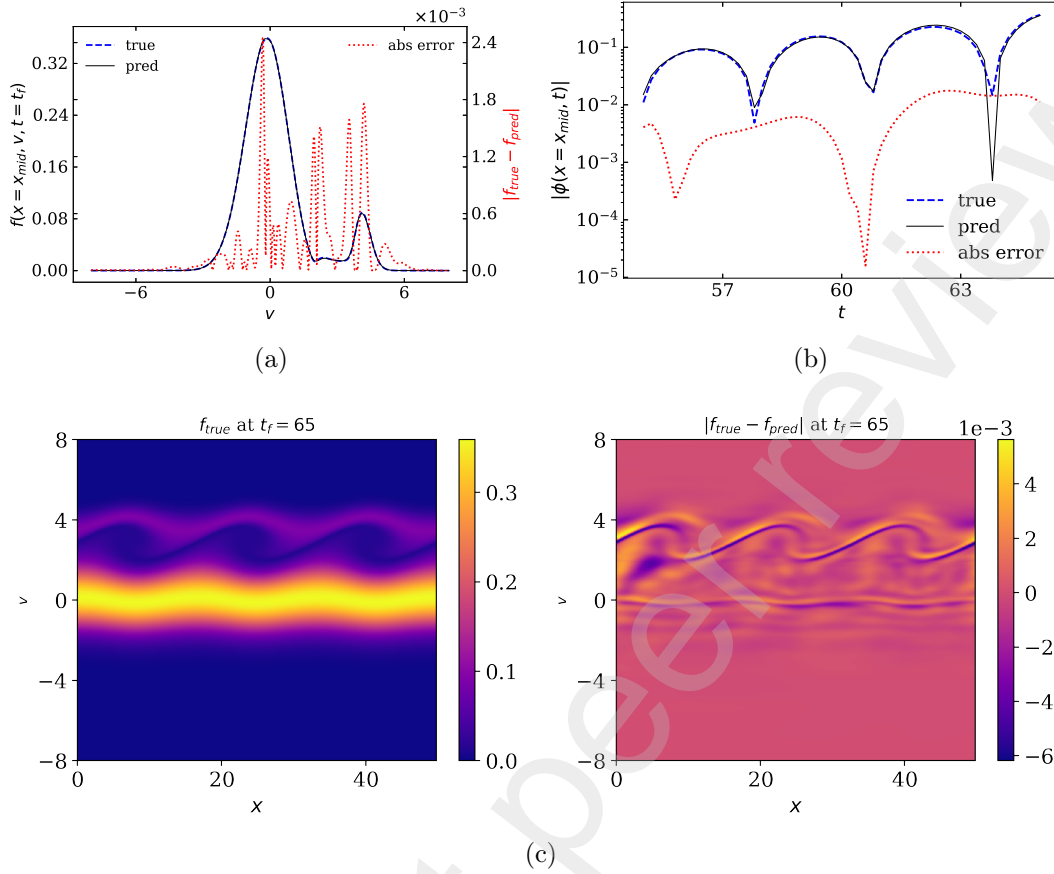 ×10⁻³
true
pred
abs error
0.32
0.24
0.16
0.08
0.00
2.4
1.8
1.2
0.6
0.0
f(x = x_mid, v, t = t_f)
|f_true − f_pred|
−6
0
6
v
(a)
10⁻¹
10⁻²
10⁻³
10⁻⁴
10⁻⁵
|ϕ(x = x_mid, t)|
true
pred
abs error
57
60
63
t
(b)
f_true at t_f = 65
8
4
0
−4
−8
v
0
20
40
x
0.3
0.2
0.1
0.0
|f_true − f_pred| at t_f = 65
1e−3
8
4
0
−4
−8
v
0
20
40
x
4
2
0
−2
−4
−6
(c)
t peer review